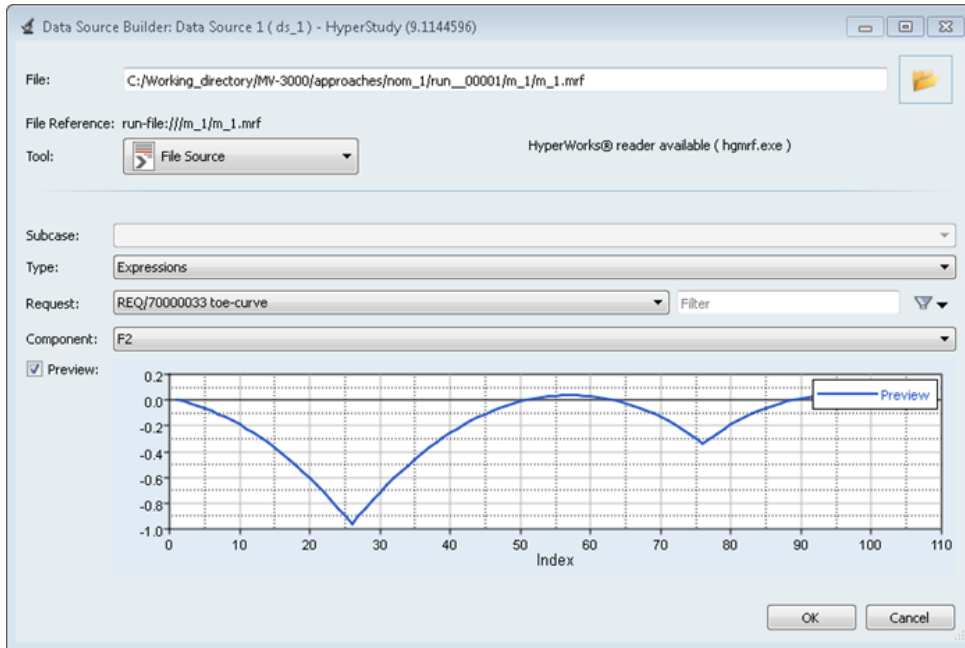 Data Source Builder: Data Source 1 ( ds_1 ) - HyperStudy (9.1144596)
File: C:/Working_directory/MV-3000/approaches/nom_1/run__00001/m_1/m_1.mrf
File Reference: run-file:///m_1/m_1.mrf
Tool: File Source HyperWorks® reader available ( hgmrf.exe )
Subcase:
Type: Expressions
Request: REQ/70000033 toe-curve Filter
Component: F2
Preview:
0.2
Preview
0.0
-0.2
-0.4
-0.6
-0.8
-1.0
0 10 20 30 40 50 60 70 80 90 100 110
Index
OK Cancel